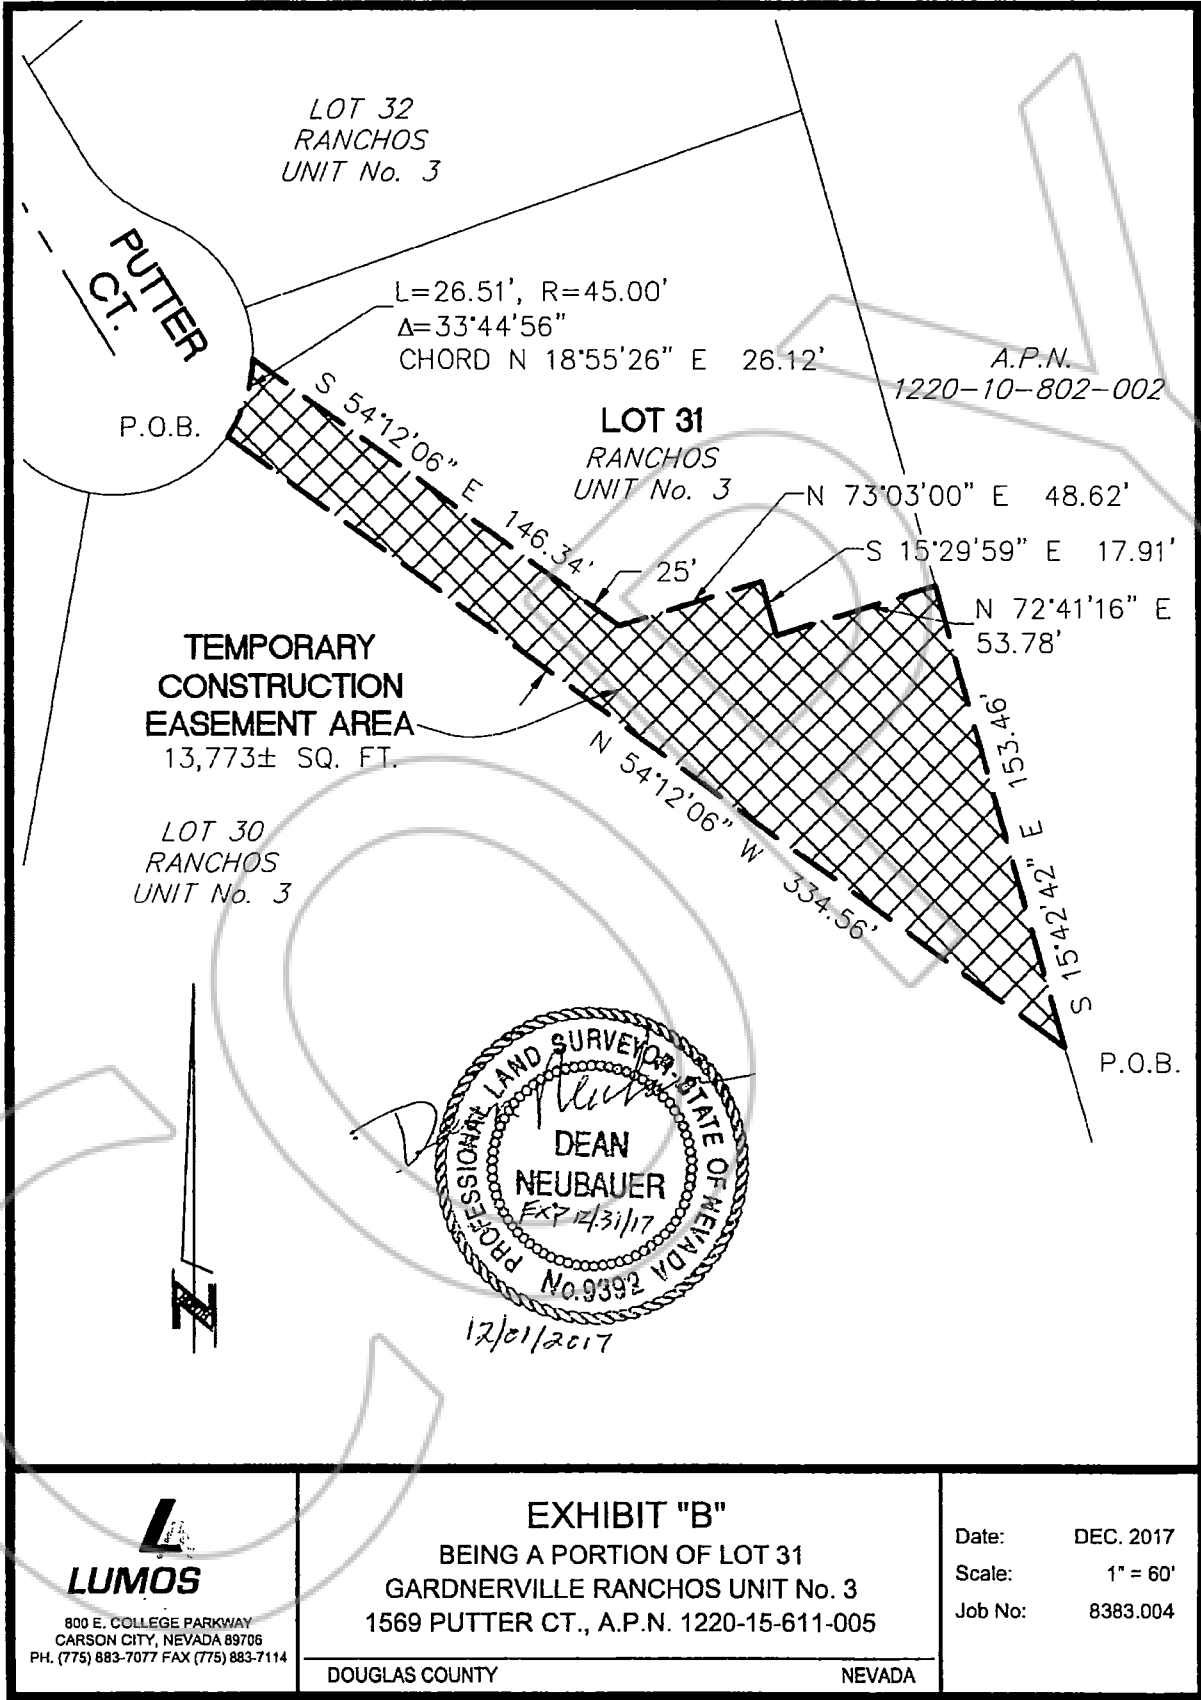 LOT 32
RANCHOS
UNIT No. 3
PUTTER
CT.
L=26.51', R=45.00'
Δ=33°44'56"
CHORD N 18°55'26" E 26.12'
P.O.B.
S 54°12'06" E 146.34'
LOT 31
RANCHOS
UNIT No. 3
A.P.N.
1220-10-802-002
N 73°03'00" E 48.62'
S 15°29'59" E 17.91'
25'
N 72°41'16" E
53.78'
TEMPORARY
CONSTRUCTION
EASEMENT AREA
13,773± SQ. FT.
N 54°12'06" W 334.56'
S 15°42'42" E 153.46'
LOT 30
RANCHOS
UNIT No. 3
P.O.B.
PROFESSIONAL LAND SURVEYOR-STATE OF NEVADA
DEAN
NEUBAUER
EXP 12/31/17
No.9392
12/01/2017
N
COPY
LUMOS
800 E. COLLEGE PARKWAY
CARSON CITY, NEVADA 89706
PH. (775) 883-7077 FAX (775) 883-7114
EXHIBIT "B"
BEING A PORTION OF LOT 31
GARDNERVILLE RANCHOS UNIT No. 3
1569 PUTTER CT., A.P.N. 1220-15-611-005
DOUGLAS COUNTY NEVADA
Date: DEC. 2017
Scale: 1" = 60'
Job No: 8383.004